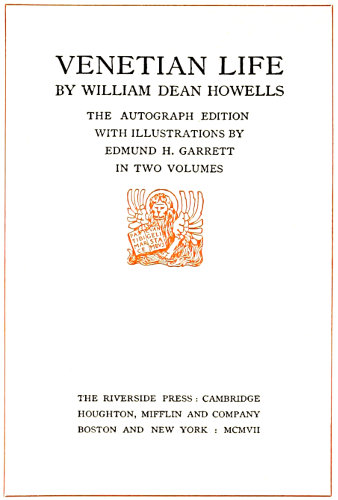 VENETIAN LIFE
BY WILLIAM DEAN HOWELLS
THE AUTOGRAPH EDITION
WITH ILLUSTRATIONS BY
EDMUND H. GARRETT
IN TWO VOLUMES
THE RIVERSIDE PRESS : CAMBRIDGE
HOUGHTON, MIFFLIN AND COMPANY
BOSTON AND NEW YORK : MCMVII